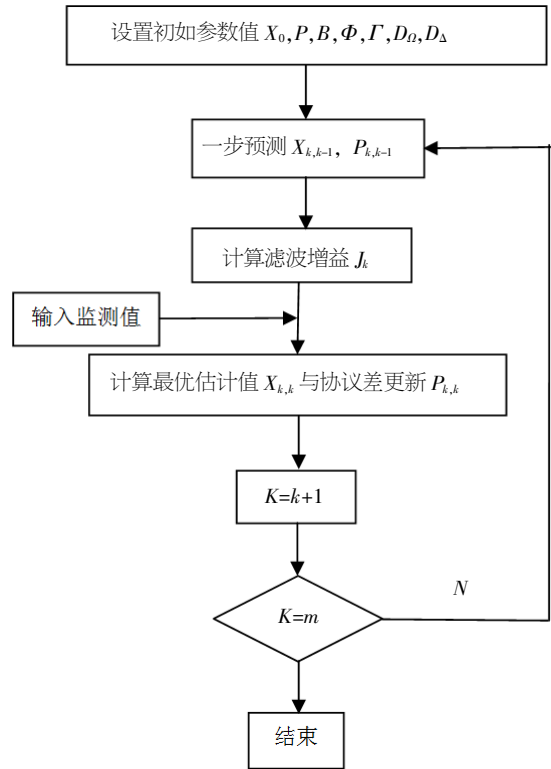 设置初如参数值 X₀,P,B,Φ,Γ,D_Ω,D_Δ
一步预测 X_{k,k-1}, P_{k,k-1}
计算滤波增益 J_k
输入监测值
计算最优估计值 X_{k,k} 与协议差更新 P_{k,k}
K=k+1
K=m
N
结束